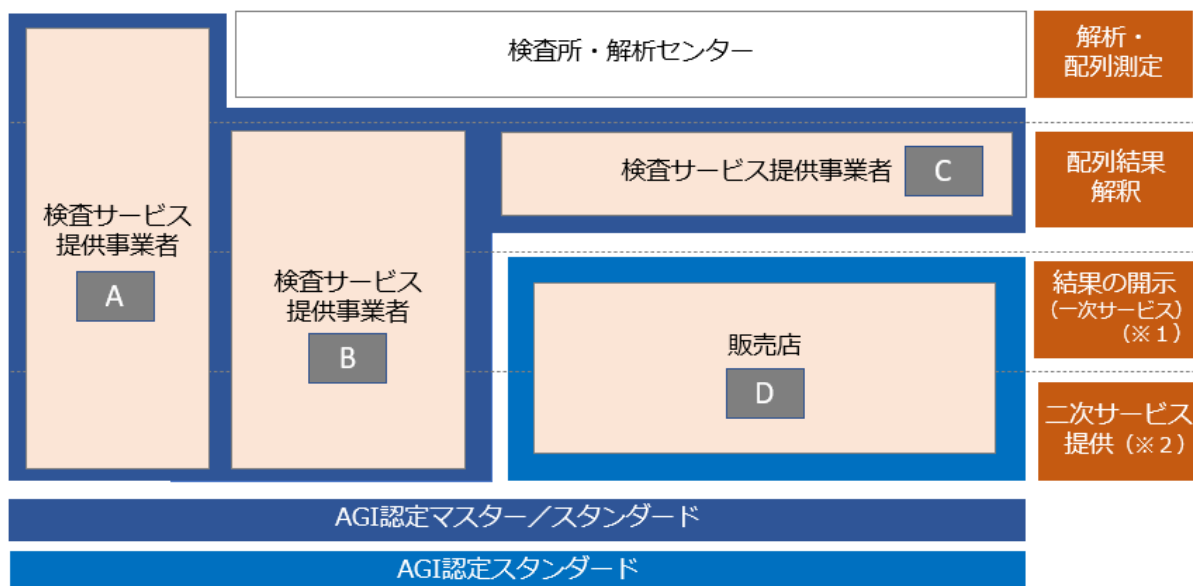 検査所・解析センター
解析・
配列測定
検査サービス
提供事業者
A
検査サービス
提供事業者
B
検査サービス提供事業者
C
配列結果
解釈
販売店
D
結果の開示
(一次サービス)
(※1)
二次サービス
提供(※2)
AGI認定マスター／スタンダード
AGI認定スタンダード